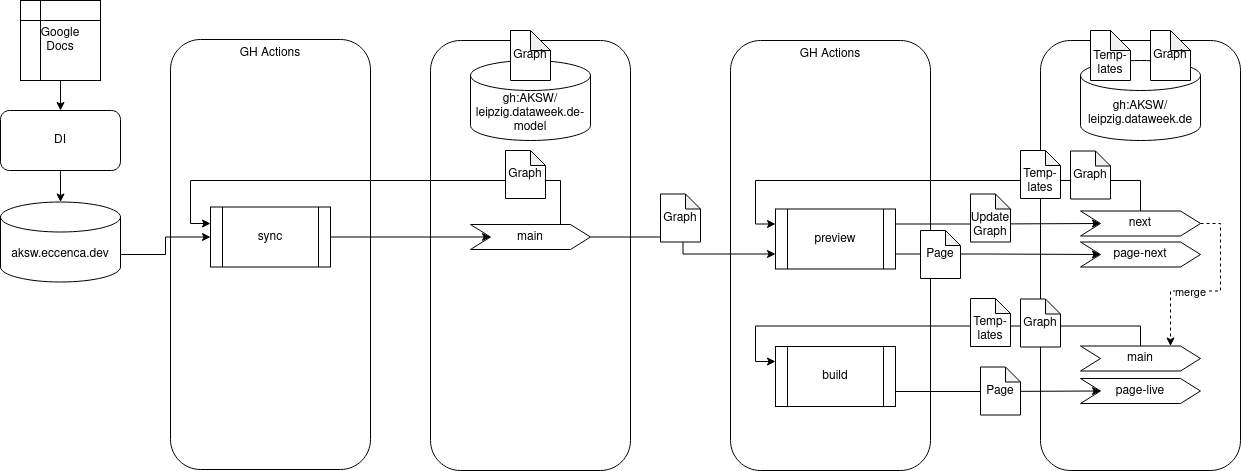 Google
Docs
DI
aksw.eccenca.dev
GH Actions
sync
Graph
gh:AKSW/
leipzig.dataweek.de-
model
Graph
main
Graph
GH Actions
preview
Update
Graph
Page
Temp-
lates
Graph
build
Page
Temp-
lates
Graph
gh:AKSW/
leipzig.dataweek.de
Temp-
lates
Graph
next
page-next
merge
main
page-live